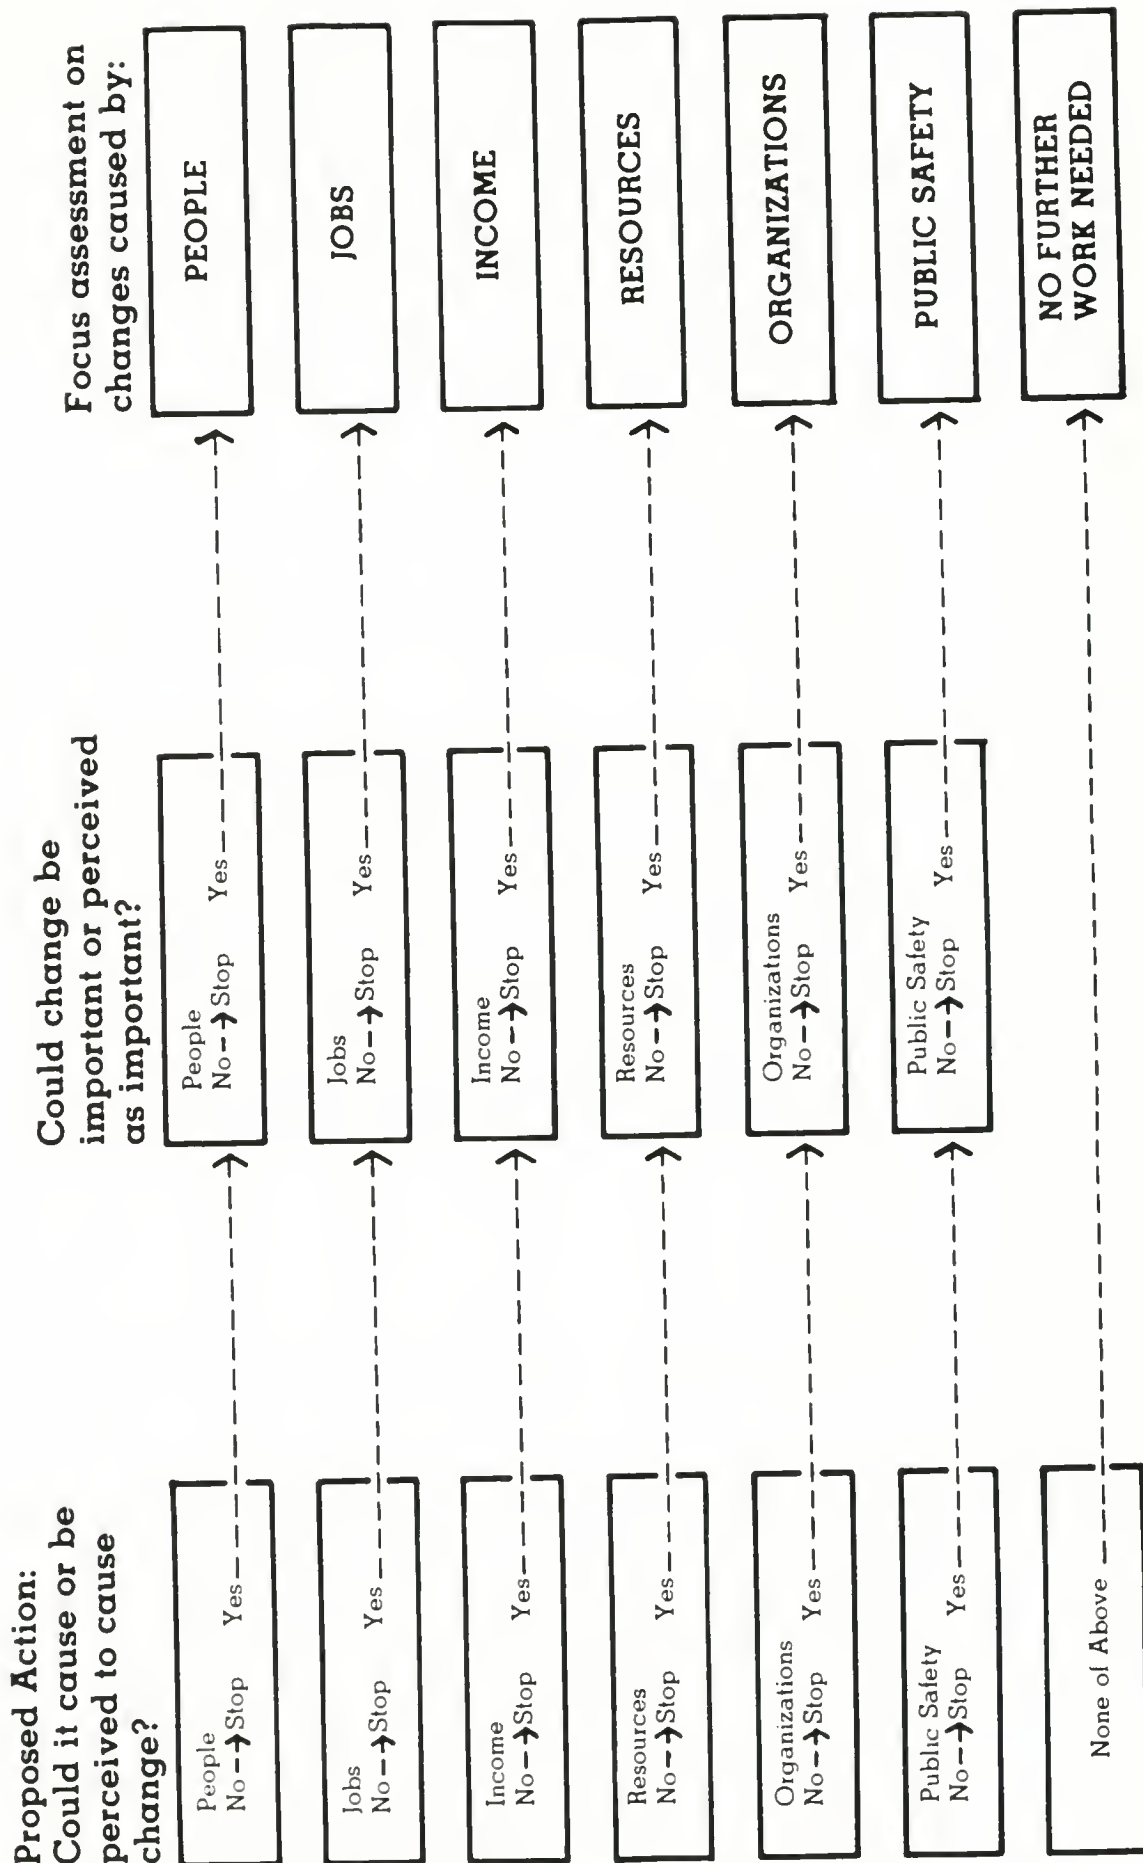 Proposed Action:
Could it cause or be
perceived to cause
change?
People
No-->Stop Yes
Jobs
No-->Stop Yes
Income
No-->Stop Yes
Resources
No-->Stop Yes
Organizations
No-->Stop Yes
Public Safety
No-->Stop Yes
None of Above
Could change be
important or perceived
as important?
People
No-->Stop Yes
Jobs
No-->Stop Yes
Income
No-->Stop Yes
Resources
No-->Stop Yes
Organizations
No-->Stop Yes
Public Safety
No-->Stop Yes
Focus assessment on
changes caused by:
PEOPLE
JOBS
INCOME
RESOURCES
ORGANIZATIONS
PUBLIC SAFETY
NO FURTHER
WORK NEEDED